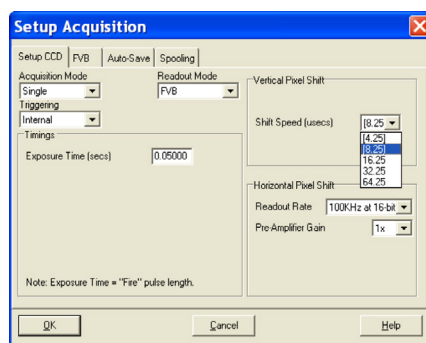 Setup Acquisition
Setup CCD FVB Auto-Save Spooling
Acquisition Mode Readout Mode
Single FVB
Triggering
Internal
Timings
Exposure Time (secs) 0.05000
Note: Exposure Time = "Fire" pulse length.
Vertical Pixel Shift
Shift Speed (usecs) [8.25
[4.25]
[8.25]
16.25
32.25
64.25
Horizontal Pixel Shift
Readout Rate 100KHz at 16-bit
Pre-Amplifier Gain 1x
OK Cancel Help